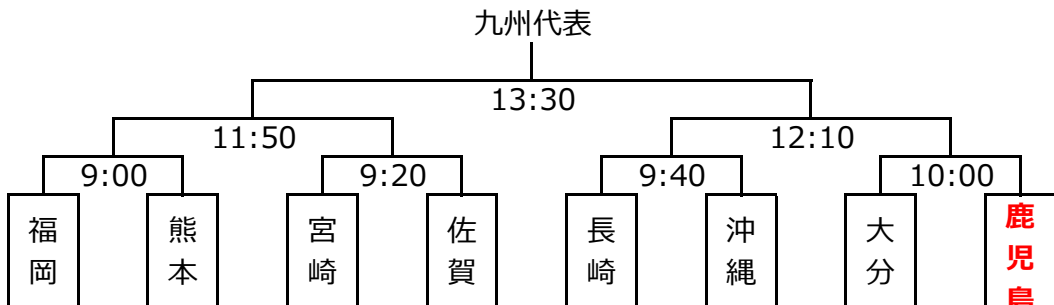 九州代表
13:30
11:50
12:10
9:00
9:20
9:40
10:00
福岡
熊本
宮崎
佐賀
長崎
沖縄
大分
鹿児島